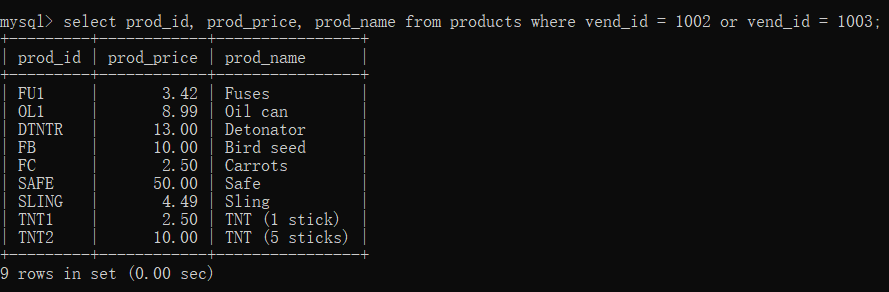 mysql> select prod_id, prod_price, prod_name from products where vend_id = 1002 or vend_id = 1003;
+---------+------------+----------------+
| prod_id | prod_price | prod_name      |
+---------+------------+----------------+
| FU1     |       3.42 | Fuses          |
| OL1     |       8.99 | Oil can        |
| DTNTR   |      13.00 | Detonator      |
| FB      |      10.00 | Bird seed      |
| FC      |       2.50 | Carrots        |
| SAFE    |      50.00 | Safe           |
| SLING   |       4.49 | Sling          |
| TNT1    |       2.50 | TNT (1 stick)  |
| TNT2    |      10.00 | TNT (5 sticks) |
+---------+------------+----------------+
9 rows in set (0.00 sec)